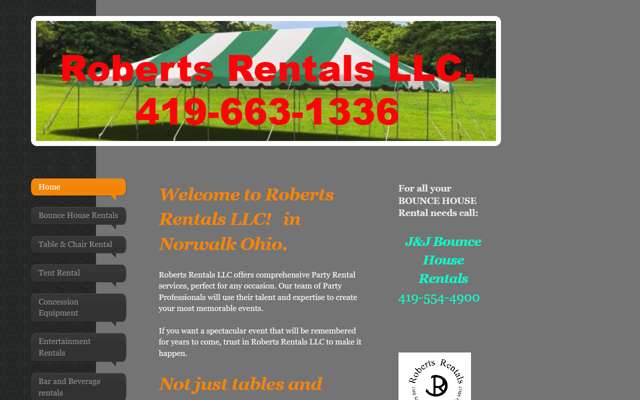 Roberts Rentals LLC.
419-663-1336
Home
Bounce House Rentals
Table & Chair Rental
Tent Rental
Concession
Equipment
Entertainment
Rentals
Bar and Beverage
rentals
Welcome to Roberts
Rentals LLC!   in
Norwalk Ohio.
Roberts Rentals LLC offers comprehensive Party Rental
services, perfect for any occasion. Our team of Party
Professionals will use their talent and expertise to create
your most memorable events.
If you want a spectacular event that will be remembered
for years to come, trust in Roberts Rentals LLC to make it
happen.
Not just tables and
For all your
BOUNCE HOUSE
Rental needs call:
J&J Bounce
House
Rentals
419-554-4900
Roberts Rentals